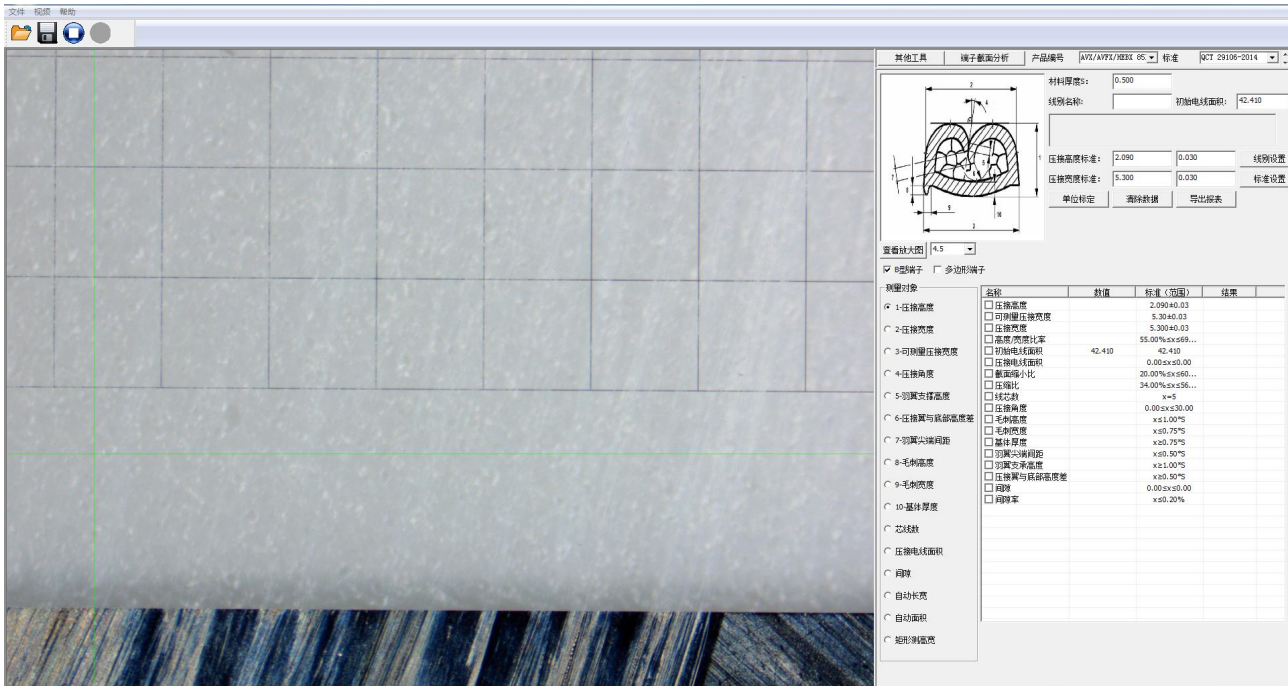 文件 视频 帮助
其他工具 端子截面分析 产品编号 AVX/AVFX/HEBX 85. 标准 QCT 29106-2014
材料厚度S: 0.500
线别名称: 初始电线面积: 42.410
压接高度标准: 2.090 0.030 线别设置
压接宽度标准: 5.300 0.030 标准设置
单位标定 清除数据 导出报表
查看放大图 4.5
B型端子 多边形端子
测量对象
1-压接高度
2-压接宽度
3-可测量压接宽度
4-压接角度
5-羽翼支撑高度
6-压接翼与底部高度差
7-羽翼尖端间距
8-毛刺高度
9-毛刺宽度
10-基体厚度
芯线数
压接电线面积
间隙
自动长宽
自动面积
矩形测高宽
名称 数值 标准（范围） 结果
压接高度 2.090±0.03
可测量压接宽度 5.30±0.03
压接宽度 5.300±0.03
高度/宽度比率 55.00%≤x≤69...
初始电线面积 42.410 42.410
压接电线面积 0.00≤x≤0.00
截面缩小比 20.00%≤x≤60...
压缩比 34.00%≤x≤56...
线芯数 x=5
压接角度 0.00≤x≤30.00
毛刺高度 x≤1.00*S
毛刺宽度 x≤0.75*S
基体厚度 x≥0.75*S
羽翼尖端间距 x≤0.50*S
羽翼支承高度 x≥1.00*S
压接翼与底部高度差 x≥0.50*S
间隙 0.00≤x≤0.00
间隙率 x≤0.20%